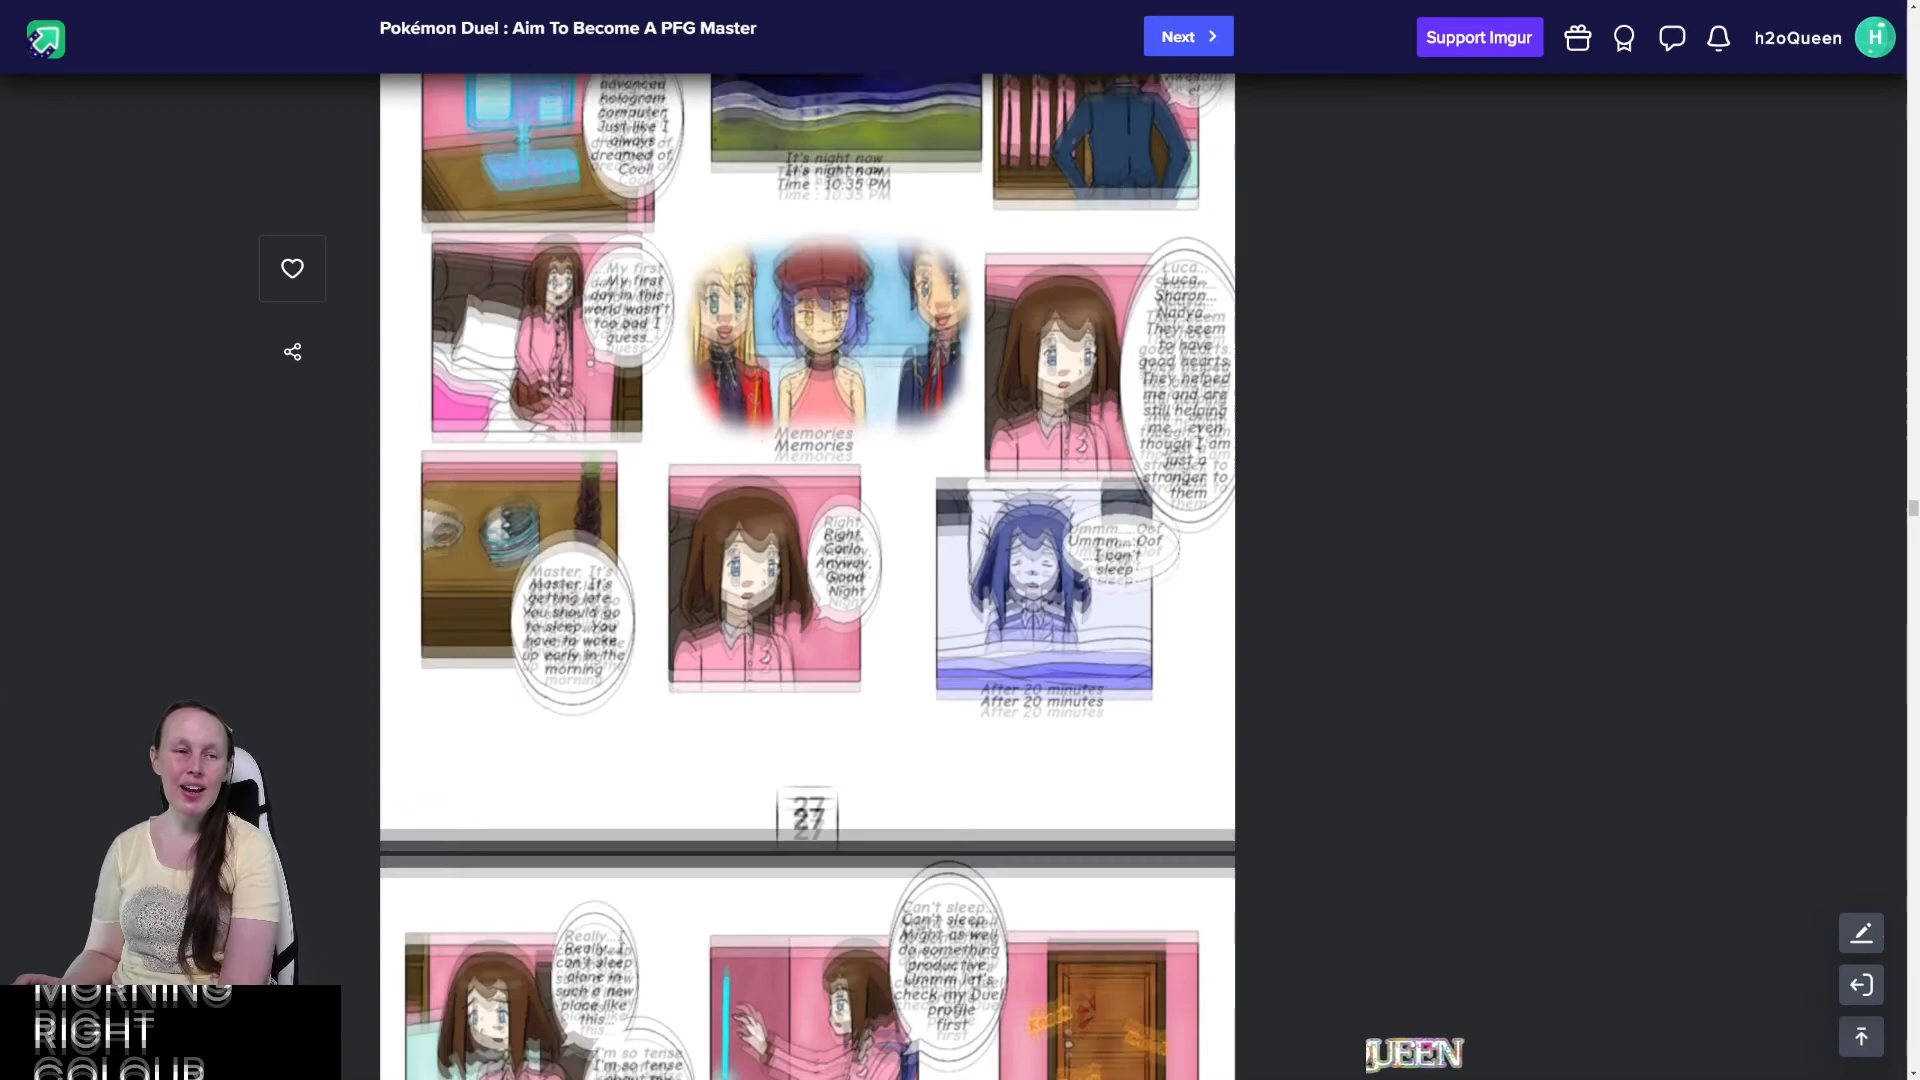 Pokémon Duel : Aim To Become A PFG Master
Next
Support Imgur
h2oQueen
H
advanced
hologram
computer
Just like I
always
dreamed of.
Cool
It's night now
Time : 10.35 PM
...My first
day in this
world wasn't
too bad I
guess..
Memories
Luca...
Sharon...
Nadya...
They seem
to have
good hearts.
They helped
me and are
still helping
me, even
though I am
just a
stranger to
them
Master. It's
getting late.
You should go
to sleep. You
have to wake
up early in the
morning
Right,
Carlo.
Anyway,
Good
Night
Ummm...Oof
...I can't
sleep
After 20 minutes
27
Really...I
can't sleep
alone in
such a new
place like
this...
I'm so tense
Can't sleep...
Might as well
do something
productive.
Ummm let's
check my Duel
profile
first
MORNING
RIGHT
COLOUR
QUEEN